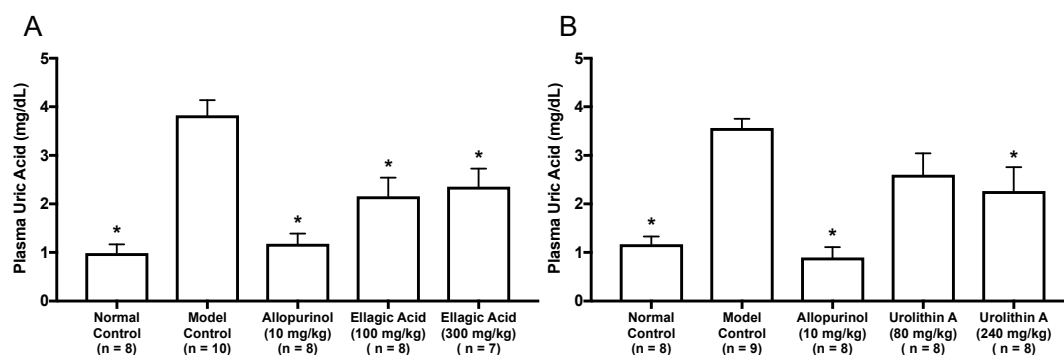 A
Plasma Uric Acid (mg/dL)
5
4
3
2
1
0
*
*
*
*
Normal Control (n = 8)
Model Control (n = 10)
Allopurinol (10 mg/kg) (n = 8)
Ellagic Acid (100 mg/kg) ( n = 8)
Ellagic Acid (300 mg/kg) ( n = 7)
B
Plasma Uric Acid (mg/dL)
5
4
3
2
1
0
*
*
*
Normal Control (n = 8)
Model Control (n = 9)
Allopurinol (10 mg/kg) (n = 8)
Urolithin A (80 mg/kg) ( n = 8)
Urolithin A (240 mg/kg) ( n = 8)